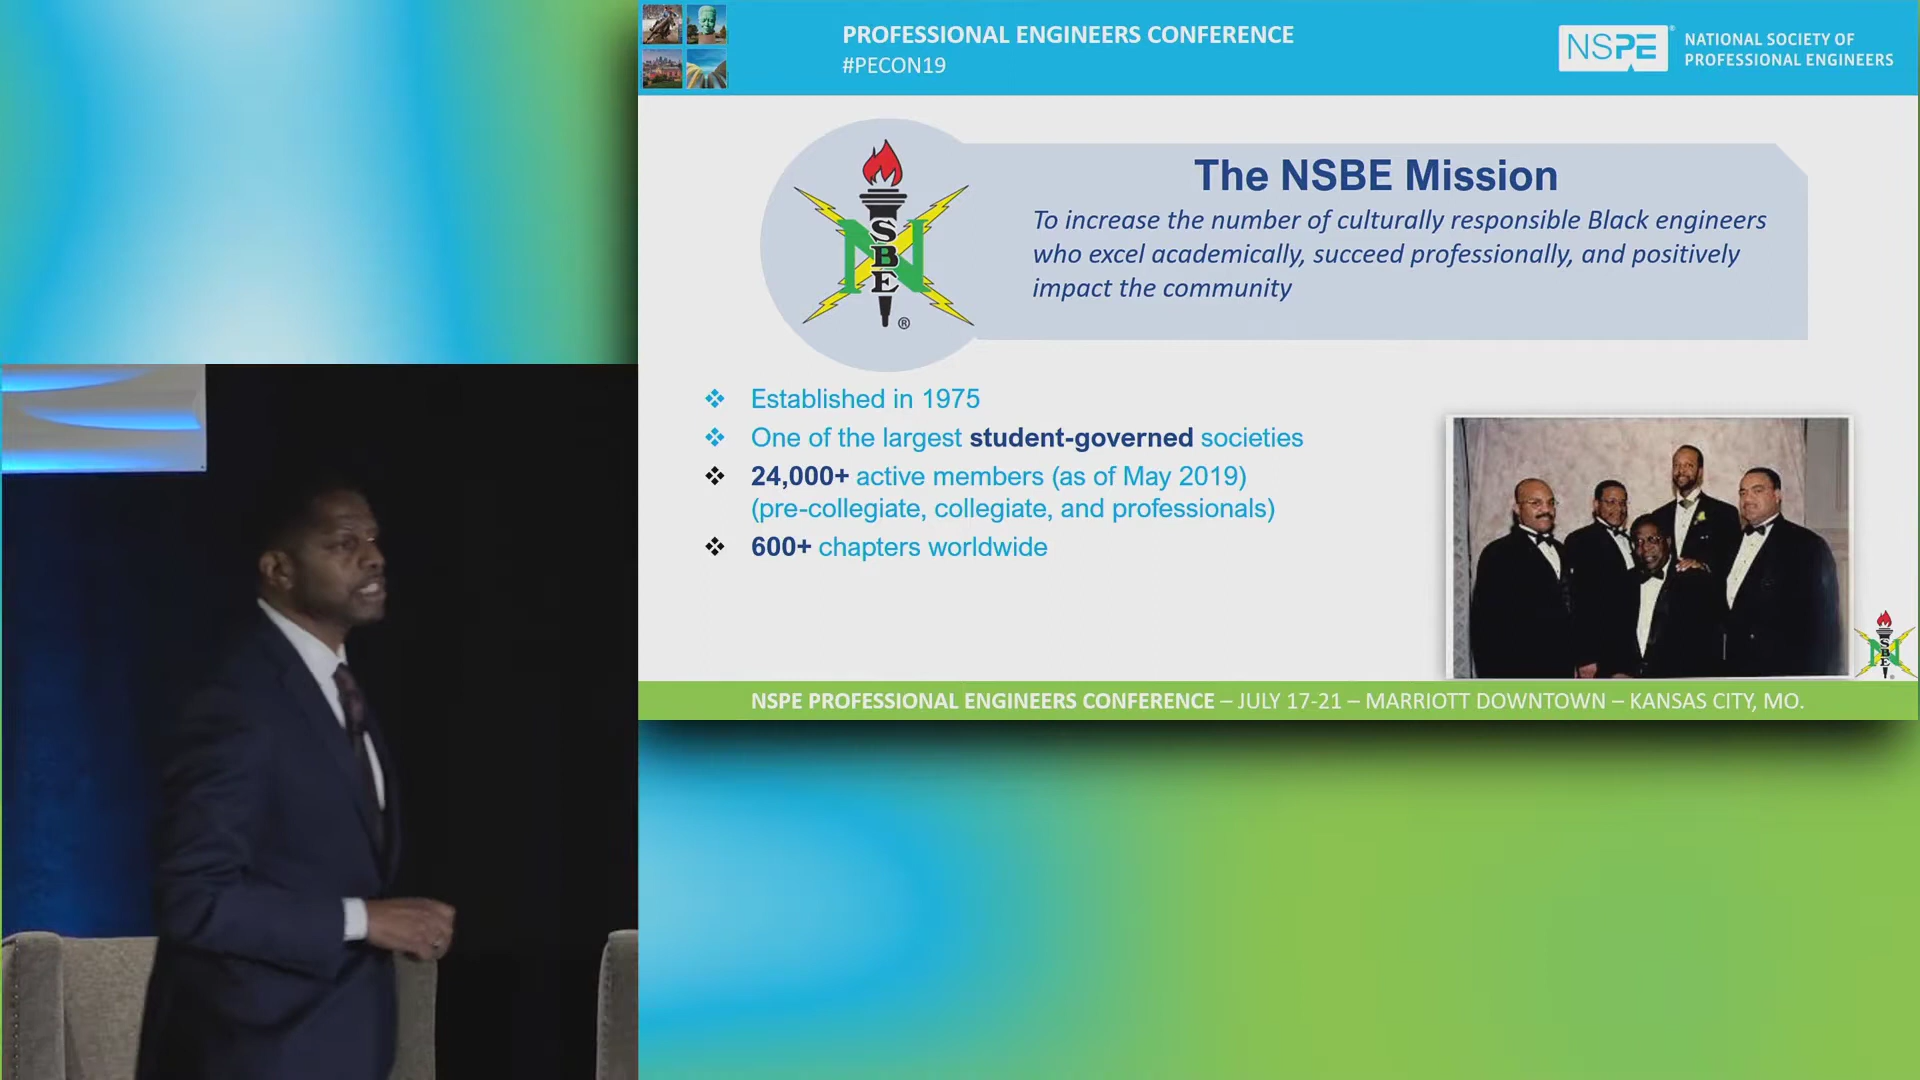 PROFESSIONAL ENGINEERS CONFERENCE
#PECON19
NSPE®
NATIONAL SOCIETY OF
PROFESSIONAL ENGINEERS
NSBE
®
The NSBE Mission
To increase the number of culturally responsible Black engineers
who excel academically, succeed professionally, and positively
impact the community
Established in 1975
One of the largest student-governed societies
24,000+ active members (as of May 2019)
(pre-collegiate, collegiate, and professionals)
600+ chapters worldwide
NSBE
NSPE PROFESSIONAL ENGINEERS CONFERENCE – JULY 17-21 – MARRIOTT DOWNTOWN – KANSAS CITY, MO.